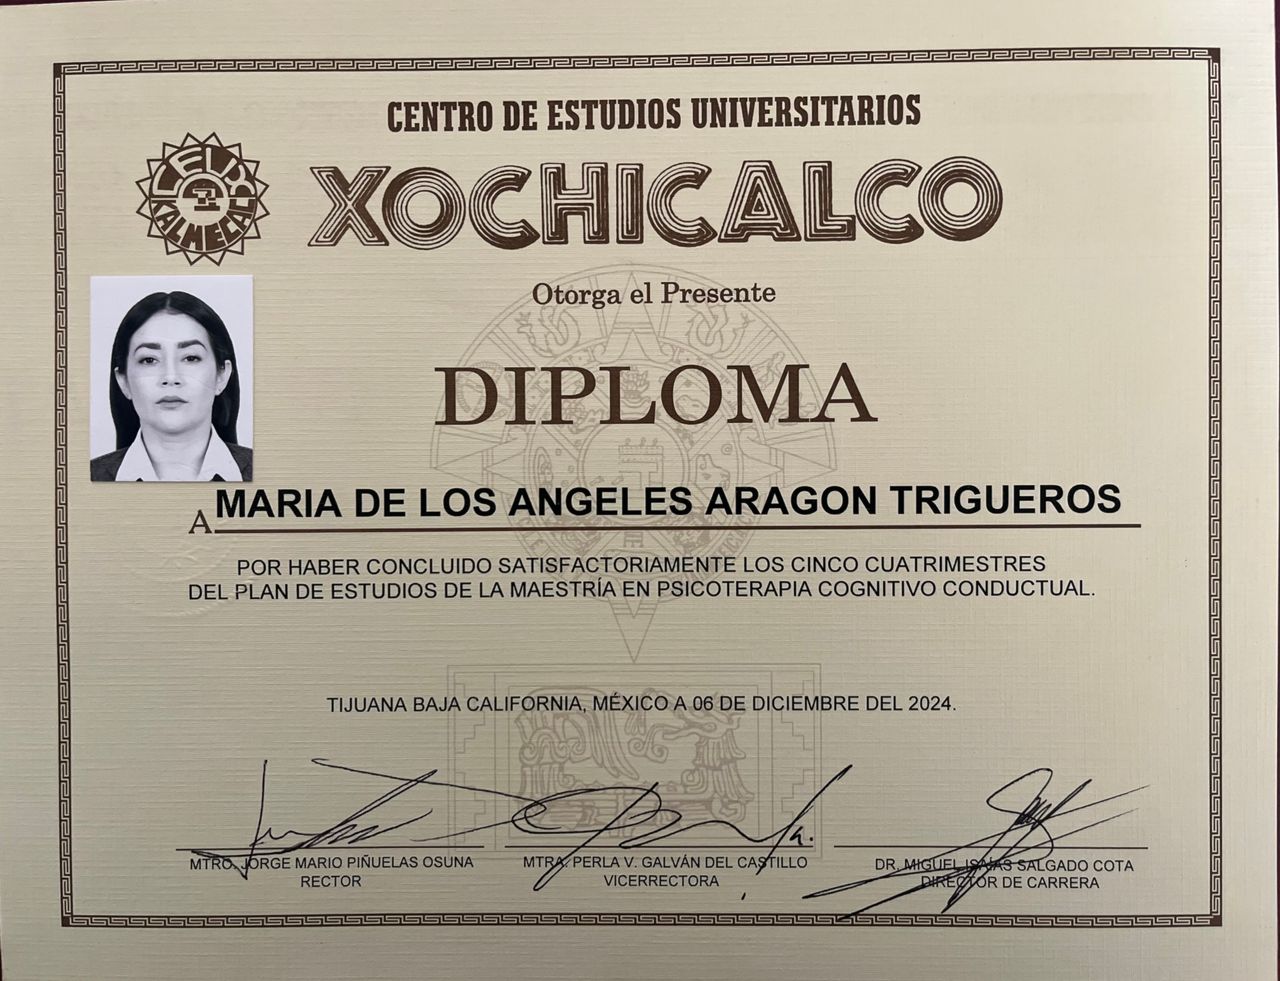 CENTRO DE ESTUDIOS UNIVERSITARIOS
FELIX
KALMECAC
XOCHICALCO
Otorga el Presente
DIPLOMA
A MARIA DE LOS ANGELES ARAGON TRIGUEROS
POR HABER CONCLUIDO SATISFACTORIAMENTE LOS CINCO CUATRIMESTRES
DEL PLAN DE ESTUDIOS DE LA MAESTRÍA EN PSICOTERAPIA COGNITIVO CONDUCTUAL.
TIJUANA BAJA CALIFORNIA, MÉXICO A 06 DE DICIEMBRE DEL 2024.
MTRO. JORGE MARIO PIÑUELAS OSUNA
RECTOR
MTRA. PERLA V. GALVÁN DEL CASTILLO
VICERRECTORA
DR. MIGUEL ISAÍAS SALGADO COTA
DIRECTOR DE CARRERA